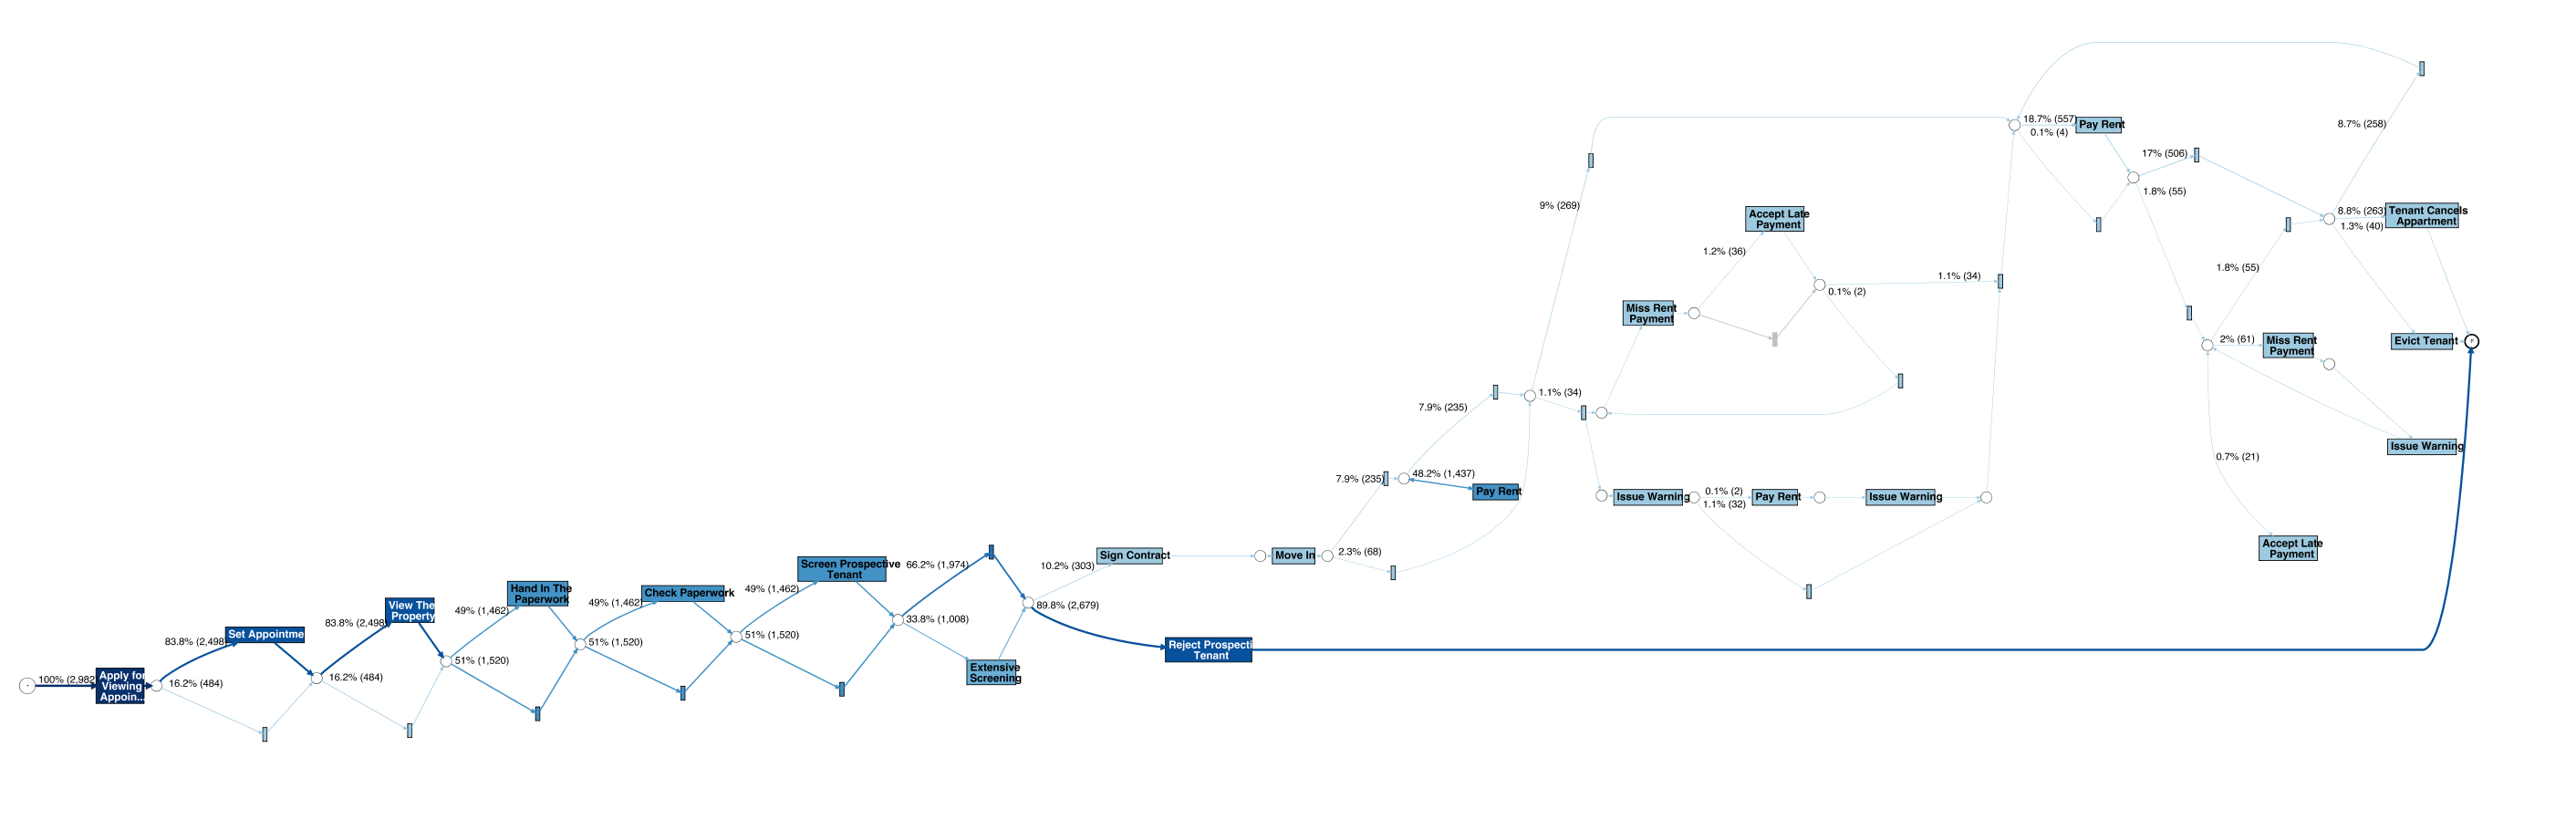 100% (2,982)
Apply for
Viewing
Appoin...
83.8% (2,498)
16.2% (484)
Set Appointme
83.8% (2,498)
16.2% (484)
View The
Property
49% (1,462)
51% (1,520)
Hand In The
Paperwork
49% (1,462)
51% (1,520)
Check Paperwork
49% (1,462)
51% (1,520)
Screen Prospective
Tenant
66.2% (1,974)
33.8% (1,008)
Extensive
Screening
10.2% (303)
89.8% (2,679)
Sign Contract
Reject Prospecti
Tenant
Move In
7.9% (235)
2.3% (68)
48.2% (1,437)
Pay Rent
7.9% (235)
9% (269)
1.1% (34)
Miss Rent
Payment
1.2% (36)
Accept Late
Payment
1.1% (34)
0.1% (2)
Issue Warning
0.1% (2)
1.1% (32)
Pay Rent
Issue Warning
18.7% (557)
0.1% (4)
Pay Rent
17% (506)
1.8% (55)
8.7% (258)
8.8% (263)
1.3% (40)
Tenant Cancels
Appartment
1.8% (55)
2% (61)
Miss Rent
Payment
Evict Tenant
Issue Warning
0.7% (21)
Accept Late
Payment